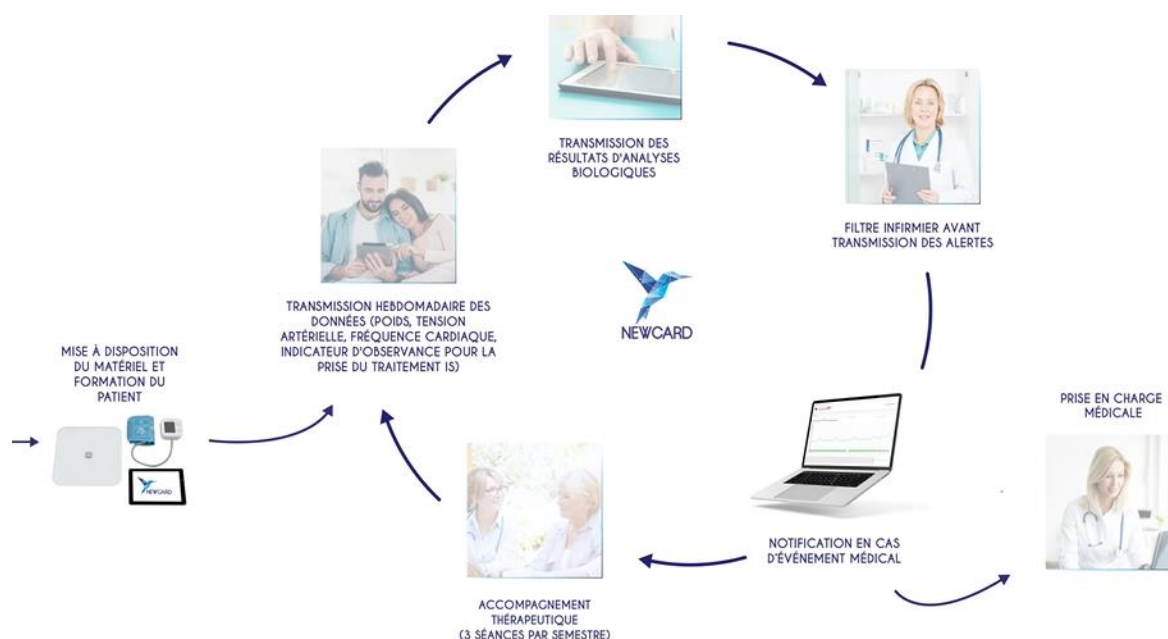 MISE À DISPOSITION
DU MATÉRIEL ET
FORMATION DU
PATIENT
NEWCARD
TRANSMISSION HEBDOMADAIRE DES
DONNÉES (POIDS, TENSION
ARTÉRIELLE, FRÉQUENCE CARDIAQUE,
INDICATEUR D'OBSERVANCE POUR LA
PRISE DU TRAITEMENT IS)
TRANSMISSION DES
RÉSULTATS D'ANALYSES
BIOLOGIQUES
FILTRE INFIRMIER AVANT
TRANSMISSION DES ALERTES
NEWCARD
NOTIFICATION EN CAS
D'ÉVÉNEMENT MÉDICAL
PRISE EN CHARGE
MÉDICALE
ACCOMPAGNEMENT
THÉRAPEUTIQUE
(3 SÉANCES PAR SEMESTRE)